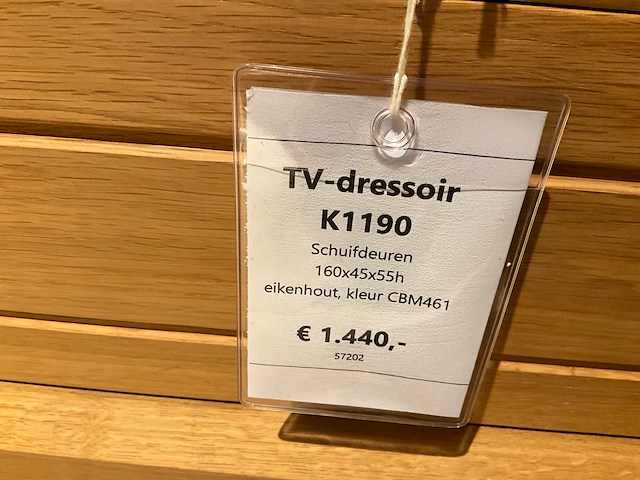 TV-dressoir
K1190
Schuifdeuren
160x45x55h
eikenhout, kleur CBM461
€ 1.440,-
57202